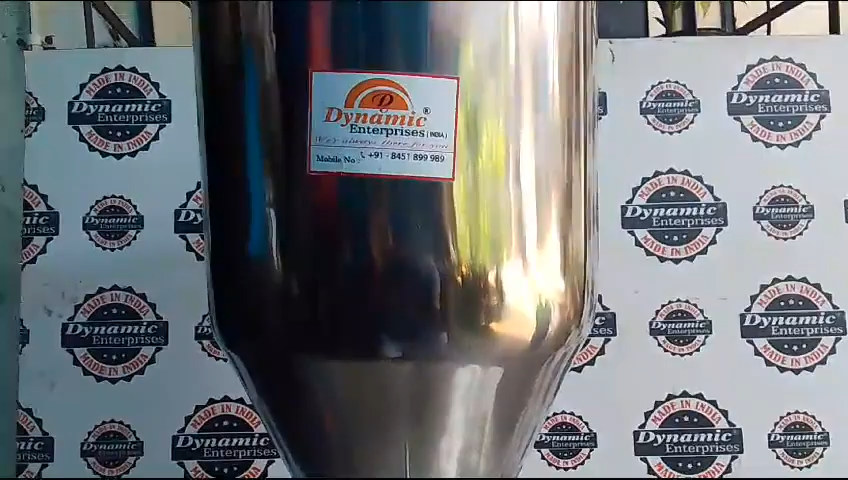 D
Dynamic®
Enterprises (INDIA)
We'r always there for you
Mobile No : +91 - 8451 899 989
MADE IN INDIA
Dynamic
Enterprises
MADE IN INDIA